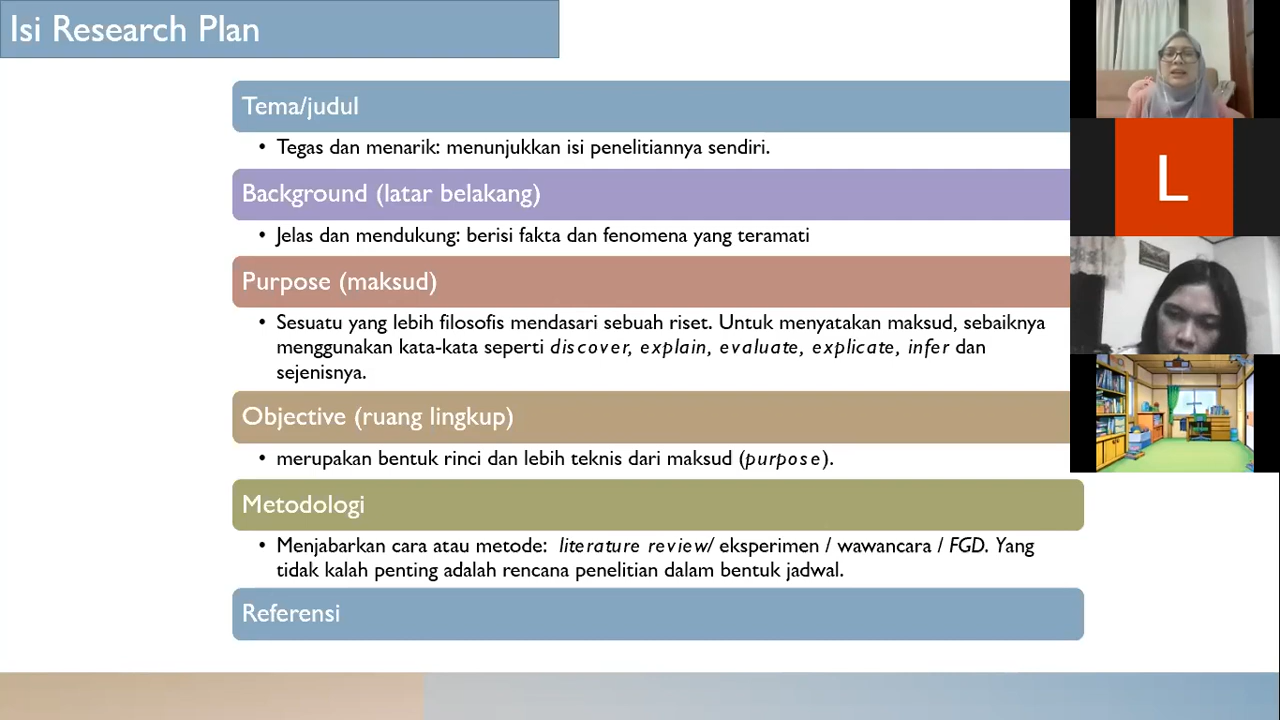 Isi Research Plan
Tema/judul
• Tegas dan menarik: menunjukkan isi penelitiannya sendiri.
Background (latar belakang)
• Jelas dan mendukung: berisi fakta dan fenomena yang teramati
Purpose (maksud)
• Sesuatu yang lebih filosofis mendasari sebuah riset. Untuk menyatakan maksud, sebaiknya
menggunakan kata-kata seperti discover, explain, evaluate, explicate, infer dan
sejenisnya.
Objective (ruang lingkup)
• merupakan bentuk rinci dan lebih teknis dari maksud (purpose).
Metodologi
• Menjabarkan cara atau metode: literature review/ eksperimen / wawancara / FGD. Yang
tidak kalah penting adalah rencana penelitian dalam bentuk jadwal.
Referensi
L